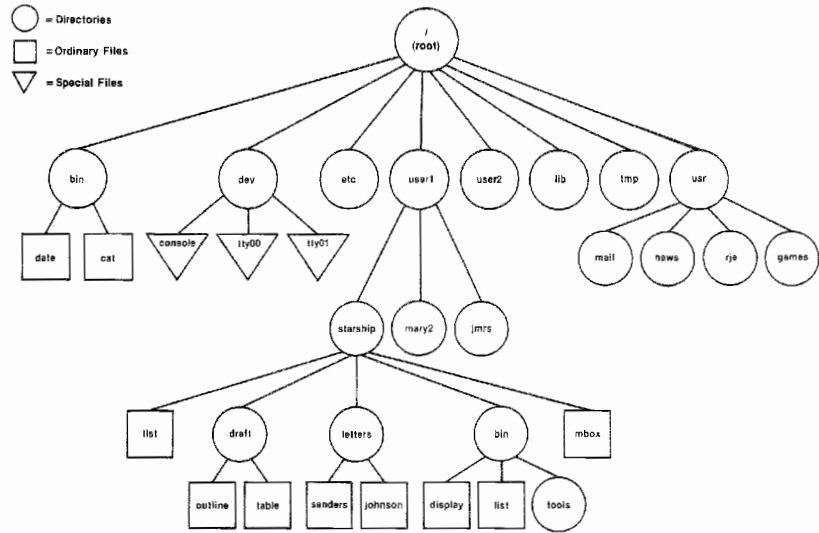 = Directories
= Ordinary Files
= Special Files
/
(root)
bin
dev
etc
user1
user2
lib
tmp
usr
date
cat
console
tty00
tty01
mail
news
rje
games
starship
mary2
jmrs
list
draft
letters
bin
mbox
outline
table
sanders
johnson
display
list
tools